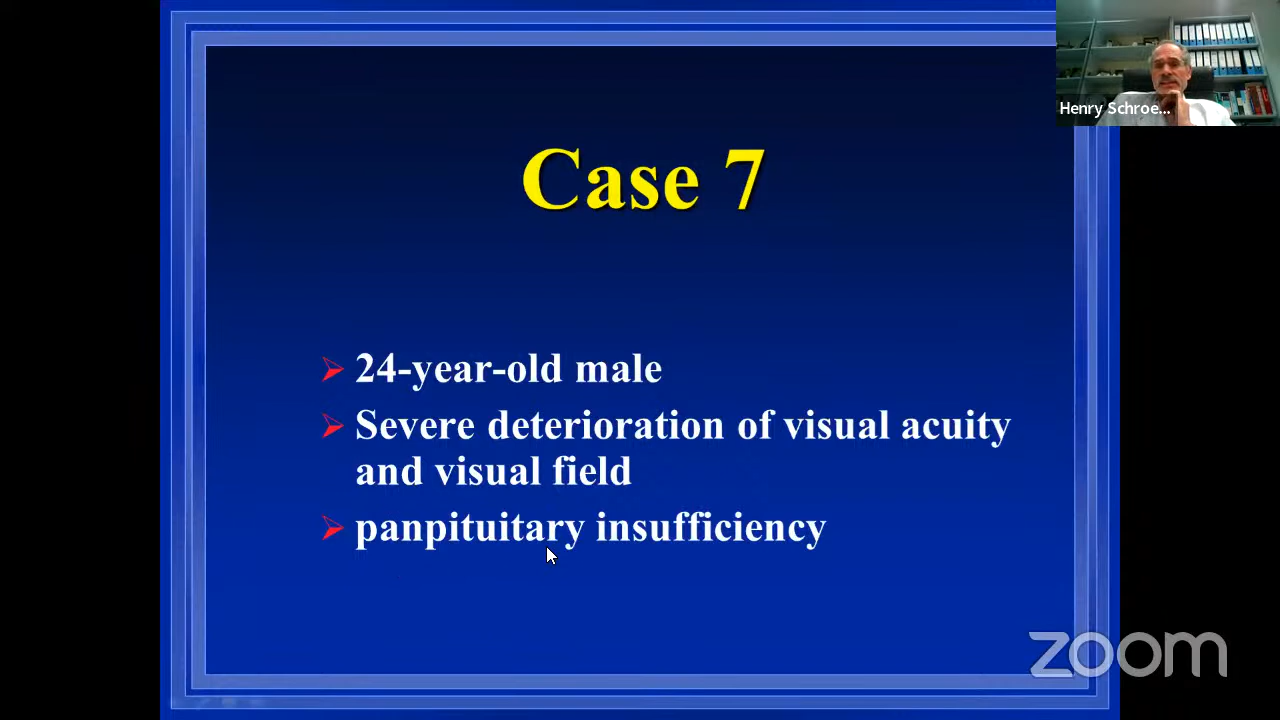 Henry Schroe...
Case 7
24-year-old male
Severe deterioration of visual acuity
and visual field
panpituitary insufficiency
zoom